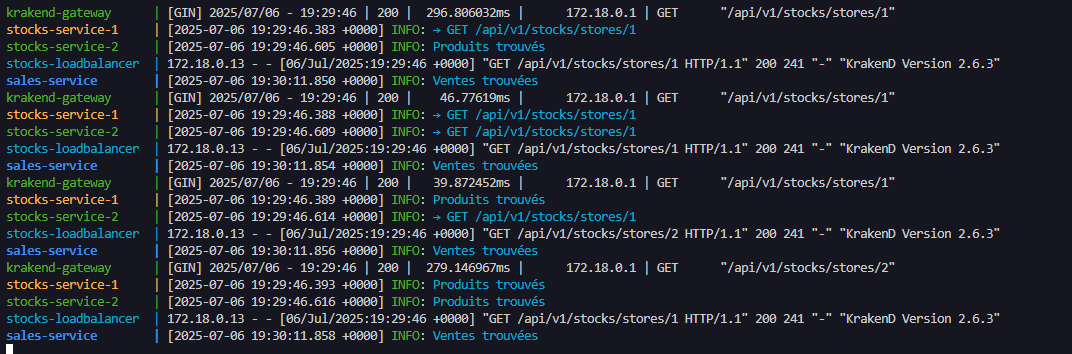 krakend-gateway | [GIN] 2025/07/06 - 19:29:46 | 200 | 296.806032ms | 172.18.0.1 | GET "/api/v1/stocks/stores/1"
stocks-service-1 | [2025-07-06 19:29:46.383 +0000] INFO: → GET /api/v1/stocks/stores/1
stocks-service-2 | [2025-07-06 19:29:46.605 +0000] INFO: Produits trouvés
stocks-loadbalancer | 172.18.0.13 - - [06/Jul/2025:19:29:46 +0000] "GET /api/v1/stocks/stores/1 HTTP/1.1" 200 241 "-" "KrakenD Version 2.6.3"
sales-service | [2025-07-06 19:30:11.850 +0000] INFO: Ventes trouvées
krakend-gateway | [GIN] 2025/07/06 - 19:29:46 | 200 | 46.77619ms | 172.18.0.1 | GET "/api/v1/stocks/stores/1"
stocks-service-1 | [2025-07-06 19:29:46.388 +0000] INFO: → GET /api/v1/stocks/stores/1
stocks-service-2 | [2025-07-06 19:29:46.609 +0000] INFO: → GET /api/v1/stocks/stores/1
stocks-loadbalancer | 172.18.0.13 - - [06/Jul/2025:19:29:46 +0000] "GET /api/v1/stocks/stores/1 HTTP/1.1" 200 241 "-" "KrakenD Version 2.6.3"
sales-service | [2025-07-06 19:30:11.854 +0000] INFO: Ventes trouvées
krakend-gateway | [GIN] 2025/07/06 - 19:29:46 | 200 | 39.872452ms | 172.18.0.1 | GET "/api/v1/stocks/stores/1"
stocks-service-1 | [2025-07-06 19:29:46.389 +0000] INFO: Produits trouvés
stocks-service-2 | [2025-07-06 19:29:46.614 +0000] INFO: → GET /api/v1/stocks/stores/1
stocks-loadbalancer | 172.18.0.13 - - [06/Jul/2025:19:29:46 +0000] "GET /api/v1/stocks/stores/2 HTTP/1.1" 200 241 "-" "KrakenD Version 2.6.3"
sales-service | [2025-07-06 19:30:11.856 +0000] INFO: Ventes trouvées
krakend-gateway | [GIN] 2025/07/06 - 19:29:46 | 200 | 279.146967ms | 172.18.0.1 | GET "/api/v1/stocks/stores/2"
stocks-service-1 | [2025-07-06 19:29:46.393 +0000] INFO: Produits trouvés
stocks-service-2 | [2025-07-06 19:29:46.616 +0000] INFO: Produits trouvés
stocks-loadbalancer | 172.18.0.13 - - [06/Jul/2025:19:29:46 +0000] "GET /api/v1/stocks/stores/1 HTTP/1.1" 200 241 "-" "KrakenD Version 2.6.3"
sales-service | [2025-07-06 19:30:11.858 +0000] INFO: Ventes trouvées